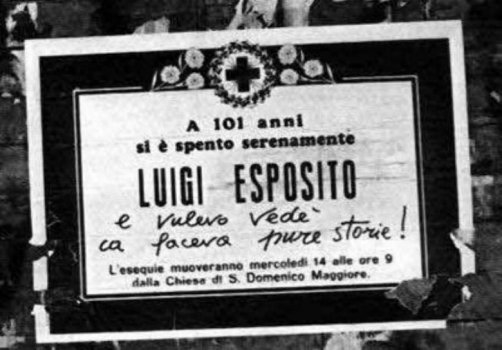 A 101 anni
si è spento serenamente
LUIGI ESPOSITO
e vulevo vedè
ca faceva pure storie!
L'esequie muoveranno mercoledì 14 alle ore 9
dalla Chiesa di S. Domenico Maggiore.